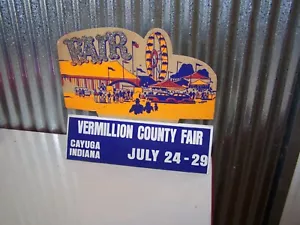 FAIR
VERMILLION COUNTY FAIR
CAYUGA
INDIANA
JULY 24-29